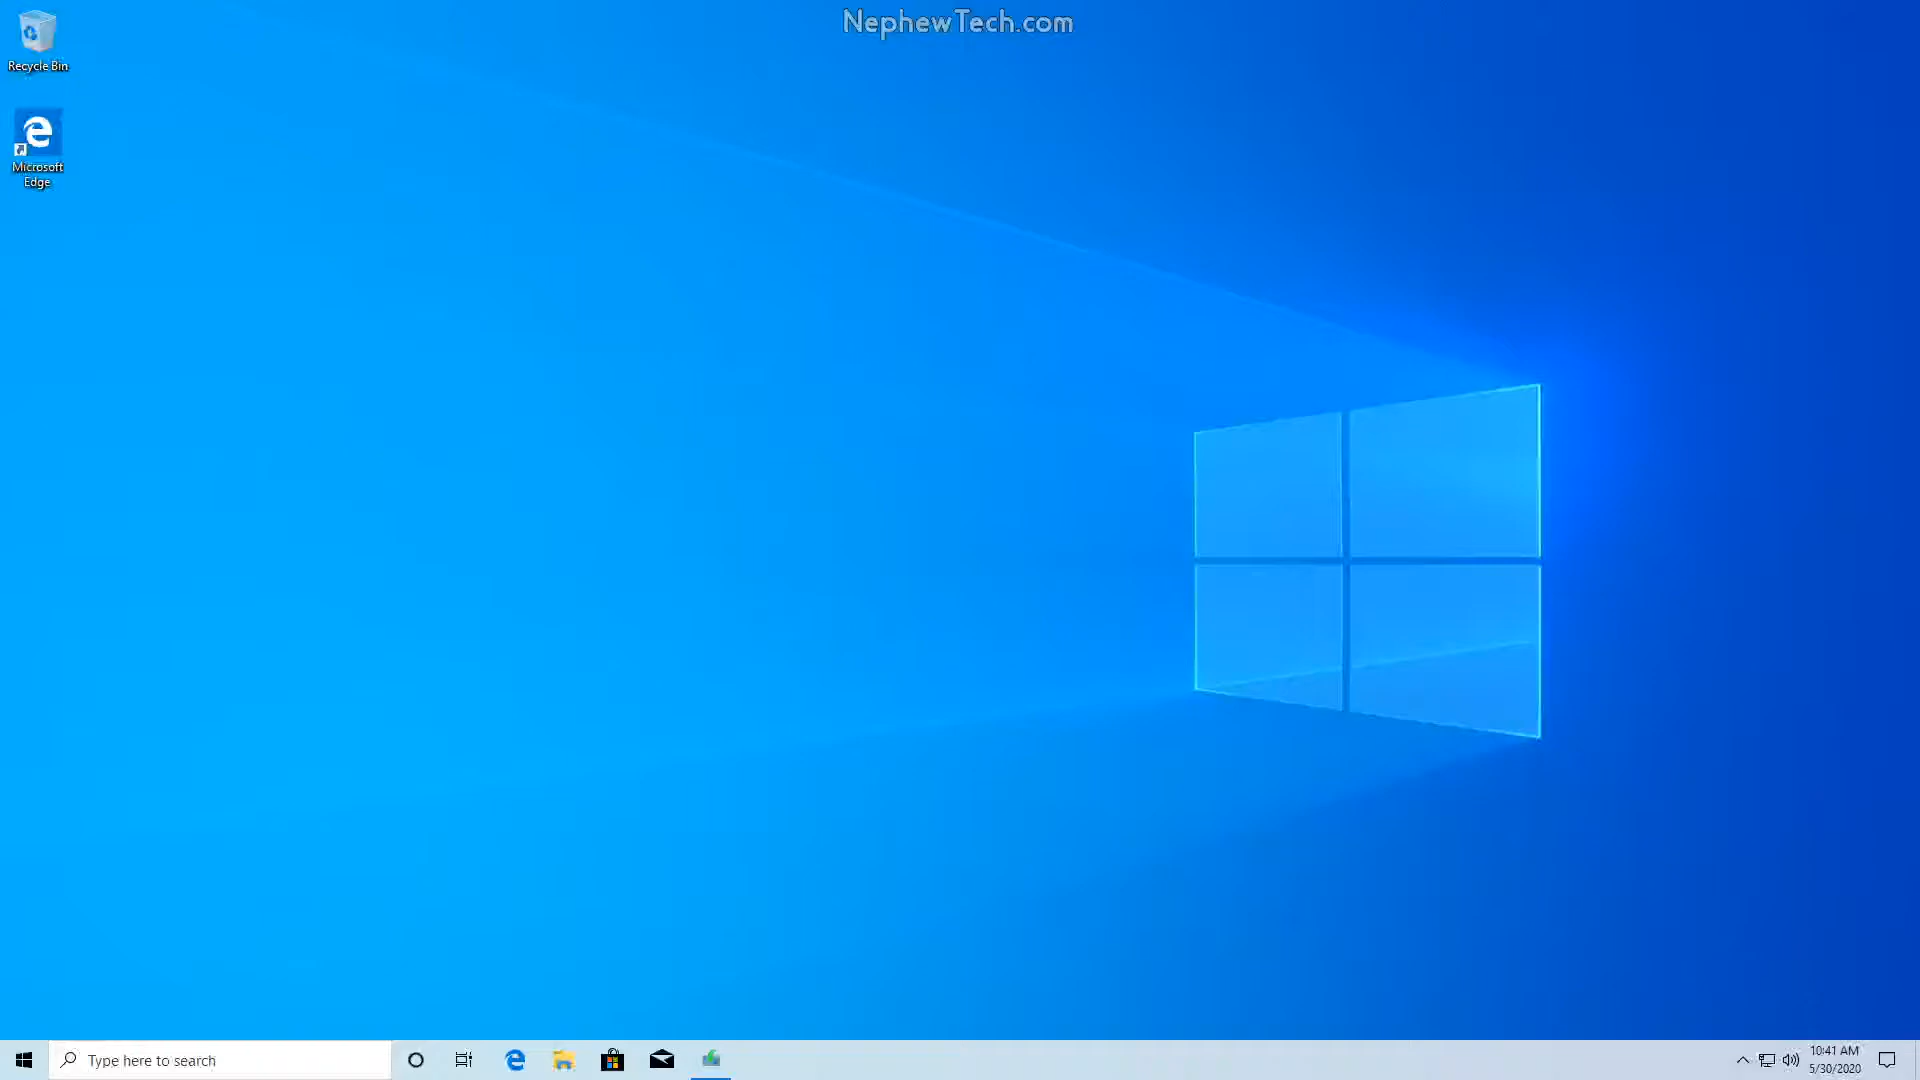 NephewTech.com
Recycle Bin
Microsoft
Edge
Type here to search
10:41 AM
5/30/2020